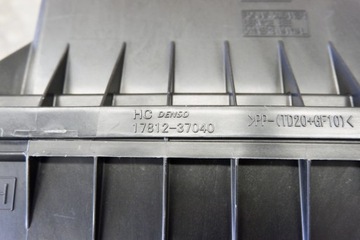 HC DENSO
17812-37040
>PP-(TD20+GF10)<